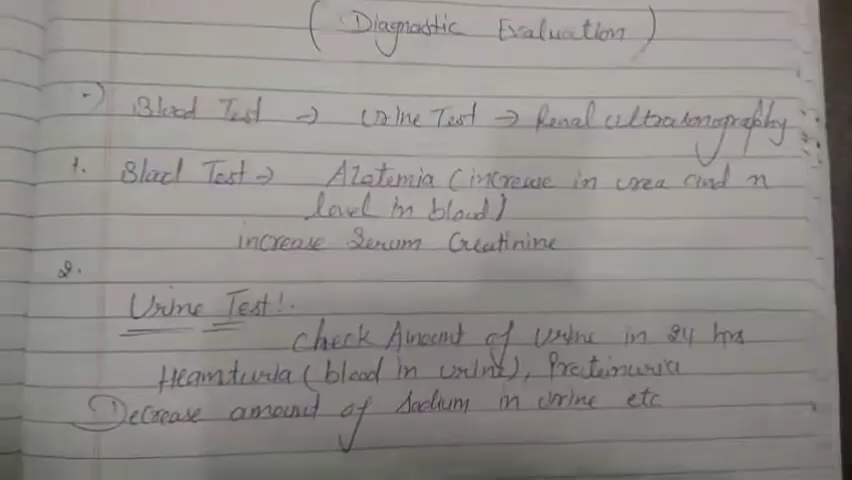 ( Diagnostic Evaluation )
-) Blood Test → Urine Test → Renal ultrasonography
1. Blood Test → Azotemia (increase in urea and n
level in blood)
increase Serum Creatinine
2.
Urine Test!.
Check Amount of Urine in 24 hrs
Heamturia (blood in urine), Proteinuria
Decrease amound of Sodium in Urine etc